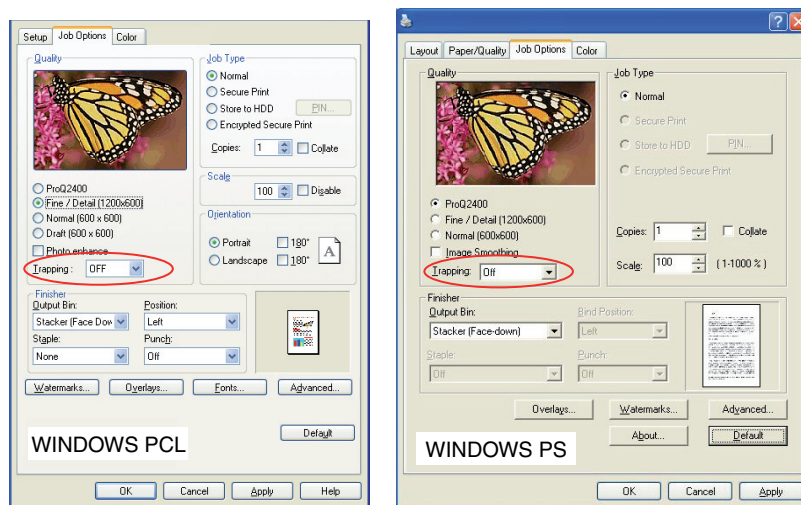 Setup Job Options Color
Quality
ProQ2400
Fine / Detail (1200x600)
Normal (600 x 600)
Draft (600 x 600)
Photo enhance
Trapping : OFF
Job Type
Normal
Secure Print
Store to HDD PIN...
Encrypted Secure Print
Copies: 1 Collate
Scale
100 Disable
Orientation
Portrait 180°
Landscape 180°
A
Finisher
Output Bin: Position:
Stacker (Face Dow Left
Staple: Punch:
None Off
Watermarks... Overlays... Fonts... Advanced...
Default
WINDOWS PCL
OK Cancel Apply Help
Layout Paper/Quality Job Options Color
Quality
ProQ2400
Fine / Detail (1200x600)
Normal (600x600)
Image Smoothing
Trapping: Off
Job Type
Normal
Secure Print
Store to HDD PIN...
Encrypted Secure Print
Copies: 1 Collate
Scale: 100 (1-1000 %)
Finisher
Output Bin: Bind Position:
Stacker (Face-down) Left
Staple: Punch:
Off Off
Overlays... Watermarks... Advanced...
About... Default
WINDOWS PS
OK Cancel Apply